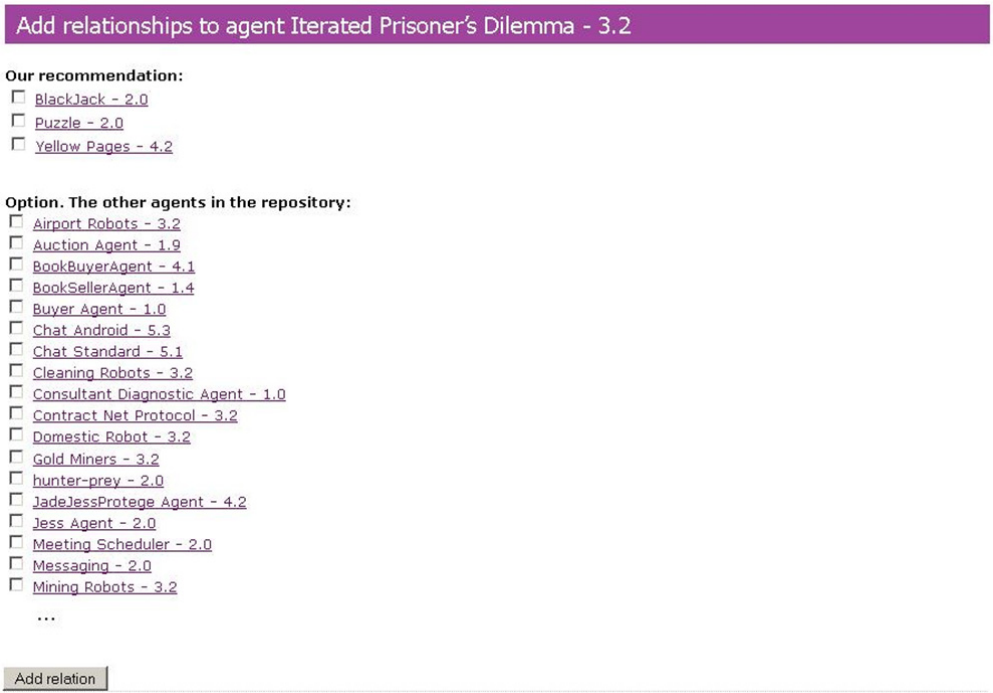 Add relationships to agent Iterated Prisoner’s Dilemma - 3.2
Our recommendation:
BlackJack - 2.0
Puzzle - 2.0
Yellow Pages - 4.2
Option. The other agents in the repository:
Airport Robots - 3.2
Auction Agent - 1.9
BookBuyerAgent - 4.1
BookSellerAgent - 1.4
Buyer Agent - 1.0
Chat Android - 5.3
Chat Standard - 5.1
Cleaning Robots - 3.2
Consultant Diagnostic Agent - 1.0
Contract Net Protocol - 3.2
Domestic Robot - 3.2
Gold Miners - 3.2
hunter-prey - 2.0
JadeJessProtege Agent - 4.2
Jess Agent - 2.0
Meeting Scheduler - 2.0
Messaging - 2.0
Mining Robots - 3.2
...
Add relation